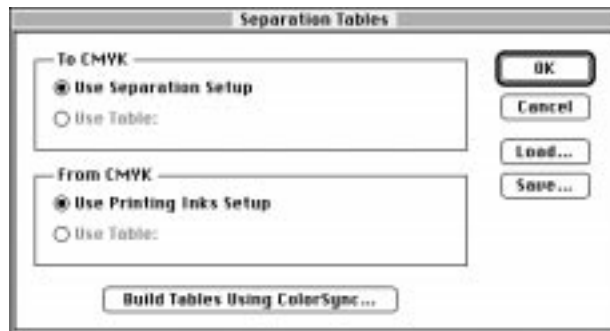 Separation Tables
To CMYK
Use Separation Setup
Use Table:
From CMYK
Use Printing Inks Setup
Use Table:
OK
Cancel
Load...
Save...
Build Tables Using ColorSync...